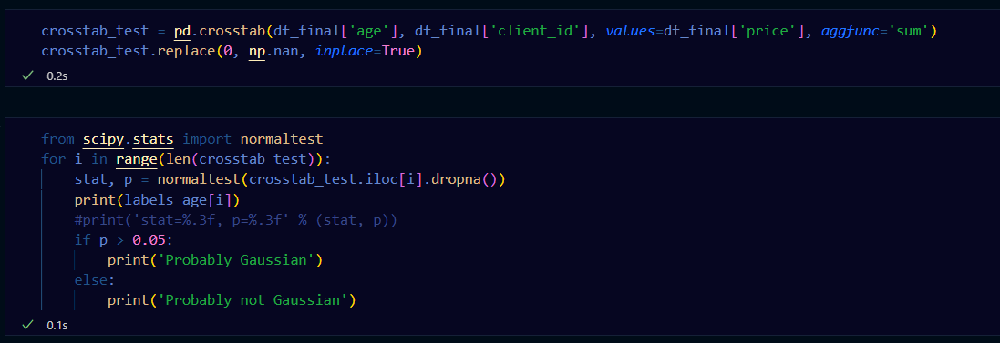 crosstab_test = pd.crosstab(df_final['age'], df_final['client_id'], values=df_final['price'], aggfunc='sum')
crosstab_test.replace(0, np.nan, inplace=True)
✓ 0.2s
from scipy.stats import normaltest
for i in range(len(crosstab_test)):
    stat, p = normaltest(crosstab_test.iloc[i].dropna())
    print(labels_age[i])
    #print('stat=%.3f, p=%.3f' % (stat, p))
    if p > 0.05:
        print('Probably Gaussian')
    else:
        print('Probably not Gaussian')
✓ 0.1s